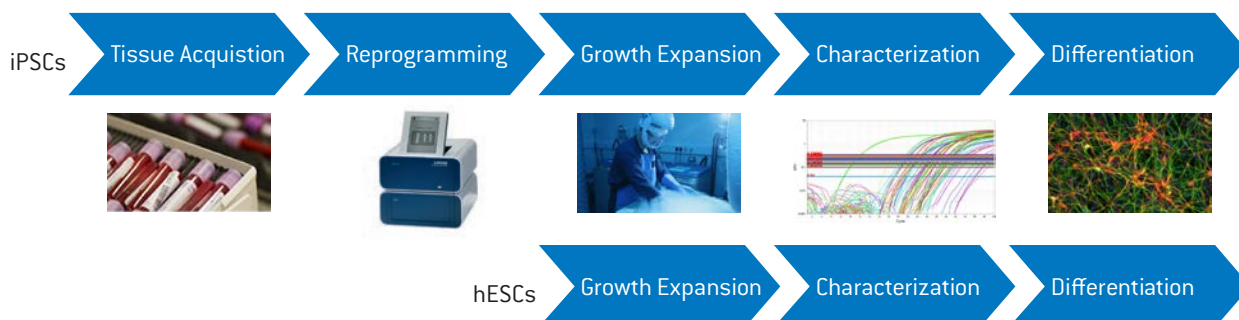 iPSCs
Tissue Acquistion
Reprogramming
Growth Expansion
Characterization
Differentiation
hESCs
Growth Expansion
Characterization
Differentiation